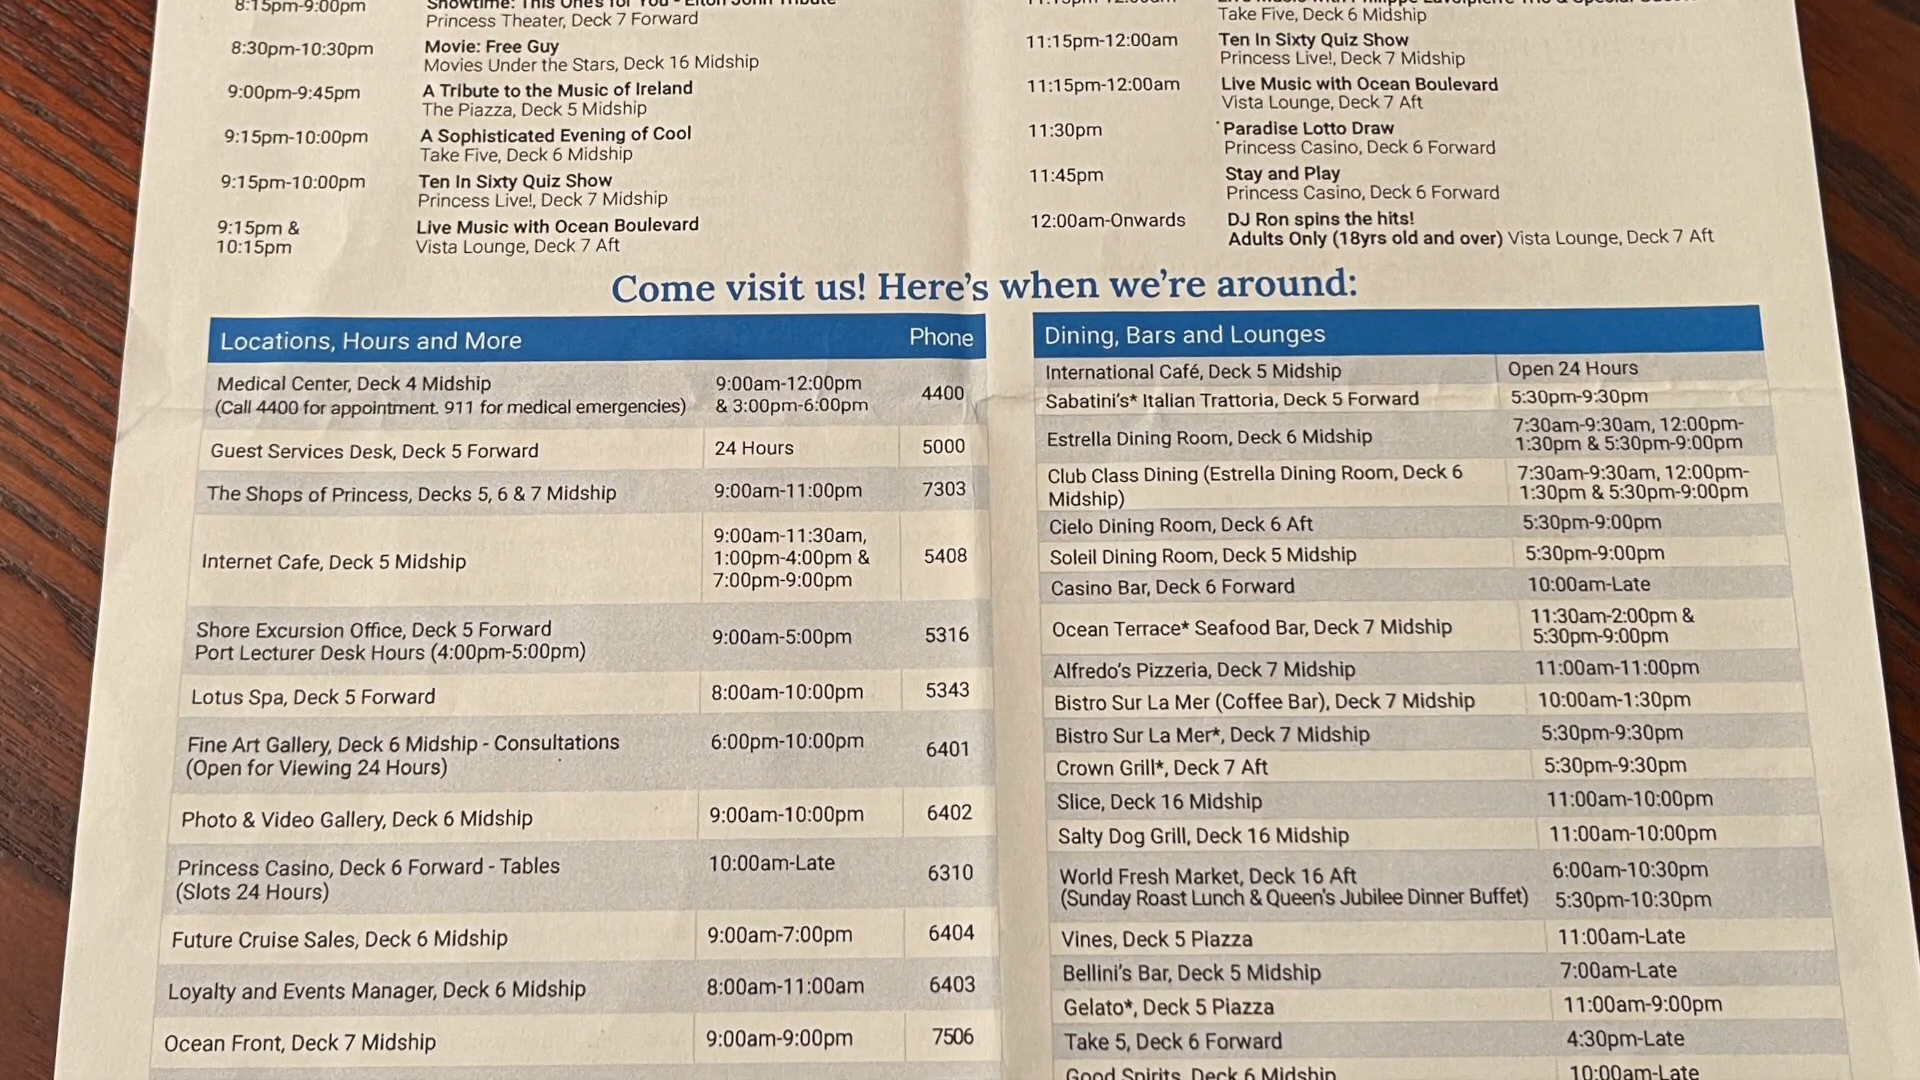 8:15pm-9:00pm Showtime: This One's for You - Elton John Tribute
Princess Theater, Deck 7 Forward
8:30pm-10:30pm Movie: Free Guy
Movies Under the Stars, Deck 16 Midship
9:00pm-9:45pm A Tribute to the Music of Ireland
The Piazza, Deck 5 Midship
9:15pm-10:00pm A Sophisticated Evening of Cool
Take Five, Deck 6 Midship
9:15pm-10:00pm Ten In Sixty Quiz Show
Princess Live!, Deck 7 Midship
9:15pm & Live Music with Ocean Boulevard
10:15pm Vista Lounge, Deck 7 Aft
Take Five, Deck 6 Midship
11:15pm-12:00am Ten In Sixty Quiz Show
Princess Live!, Deck 7 Midship
11:15pm-12:00am Live Music with Ocean Boulevard
Vista Lounge, Deck 7 Aft
11:30pm Paradise Lotto Draw
Princess Casino, Deck 6 Forward
11:45pm Stay and Play
Princess Casino, Deck 6 Forward
12:00am-Onwards DJ Ron spins the hits!
Adults Only (18yrs old and over) Vista Lounge, Deck 7 Aft
Come visit us! Here's when we're around:
Locations, Hours and More Phone
Medical Center, Deck 4 Midship 9:00am-12:00pm 4400
(Call 4400 for appointment. 911 for medical emergencies) & 3:00pm-6:00pm
Guest Services Desk, Deck 5 Forward 24 Hours 5000
The Shops of Princess, Decks 5, 6 & 7 Midship 9:00am-11:00pm 7303
9:00am-11:30am,
Internet Cafe, Deck 5 Midship 1:00pm-4:00pm & 5408
7:00pm-9:00pm
Shore Excursion Office, Deck 5 Forward 9:00am-5:00pm 5316
Port Lecturer Desk Hours (4:00pm-5:00pm)
Lotus Spa, Deck 5 Forward 8:00am-10:00pm 5343
Fine Art Gallery, Deck 6 Midship - Consultations 6:00pm-10:00pm 6401
(Open for Viewing 24 Hours)
Photo & Video Gallery, Deck 6 Midship 9:00am-10:00pm 6402
Princess Casino, Deck 6 Forward - Tables 10:00am-Late 6310
(Slots 24 Hours)
Future Cruise Sales, Deck 6 Midship 9:00am-7:00pm 6404
Loyalty and Events Manager, Deck 6 Midship 8:00am-11:00am 6403
Ocean Front, Deck 7 Midship 9:00am-9:00pm 7506
Dining, Bars and Lounges
International Café, Deck 5 Midship Open 24 Hours
Sabatini's* Italian Trattoria, Deck 5 Forward 5:30pm-9:30pm
Estrella Dining Room, Deck 6 Midship 7:30am-9:30am, 12:00pm-
1:30pm & 5:30pm-9:00pm
Club Class Dining (Estrella Dining Room, Deck 6 7:30am-9:30am, 12:00pm-
Midship) 1:30pm & 5:30pm-9:00pm
Cielo Dining Room, Deck 6 Aft 5:30pm-9:00pm
Soleil Dining Room, Deck 5 Midship 5:30pm-9:00pm
Casino Bar, Deck 6 Forward 10:00am-Late
Ocean Terrace* Seafood Bar, Deck 7 Midship 11:30am-2:00pm &
5:30pm-9:00pm
Alfredo's Pizzeria, Deck 7 Midship 11:00am-11:00pm
Bistro Sur La Mer (Coffee Bar), Deck 7 Midship 10:00am-1:30pm
Bistro Sur La Mer*, Deck 7 Midship 5:30pm-9:30pm
Crown Grill*, Deck 7 Aft 5:30pm-9:30pm
Slice, Deck 16 Midship 11:00am-10:00pm
Salty Dog Grill, Deck 16 Midship 11:00am-10:00pm
World Fresh Market, Deck 16 Aft 6:00am-10:30pm
(Sunday Roast Lunch & Queen's Jubilee Dinner Buffet) 5:30pm-10:30pm
Vines, Deck 5 Piazza 11:00am-Late
Bellini's Bar, Deck 5 Midship 7:00am-Late
Gelato*, Deck 5 Piazza 11:00am-9:00pm
Take 5, Deck 6 Forward 4:30pm-Late
Good Spirits, Deck 6 Midship 10:00am-Late